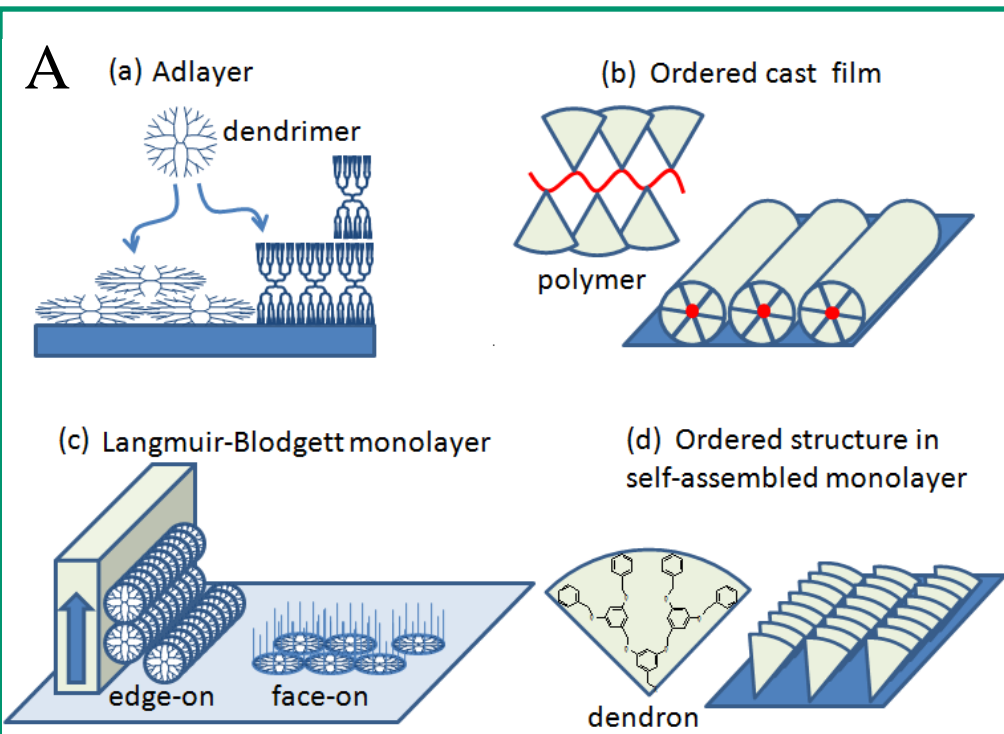 A
(a) Adlayer
dendrimer
(b) Ordered cast film
polymer
(c) Langmuir-Blodgett monolayer
edge-on
face-on
(d) Ordered structure in
self-assembled monolayer
dendron